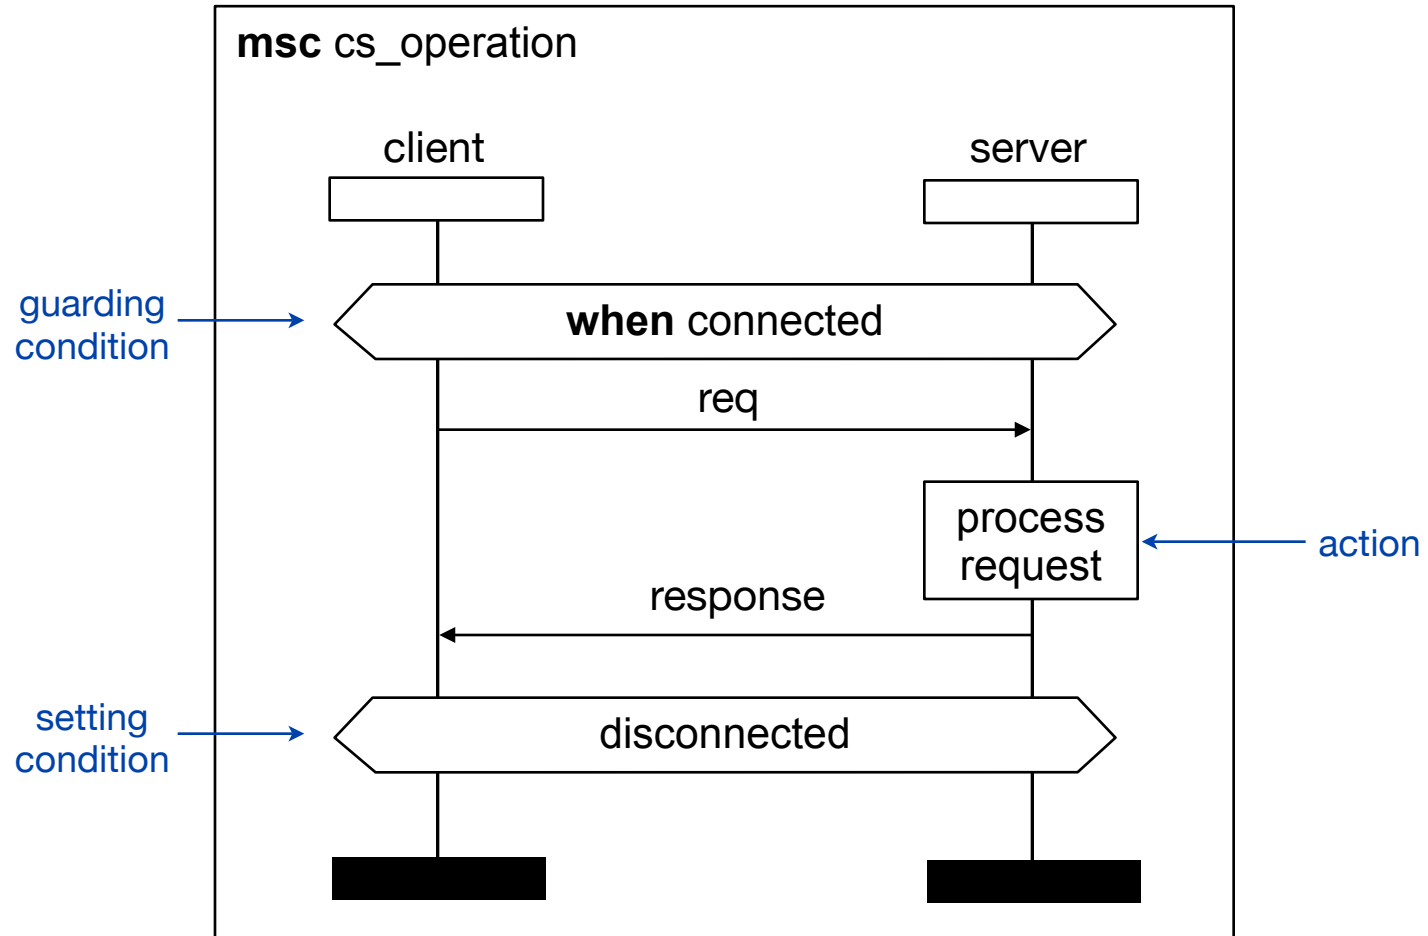 msc cs_operation
client
server
guarding
condition
when connected
req
process
request
action
response
setting
condition
disconnected